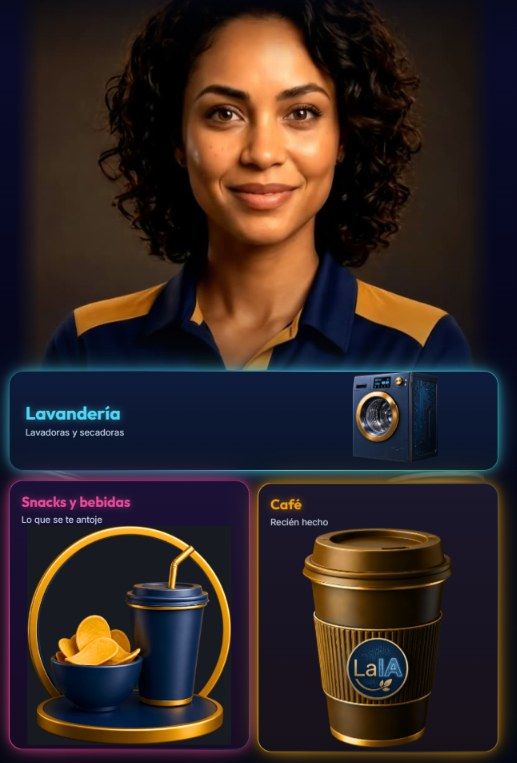 Lavandería
Lavadoras y secadoras
Snacks y bebidas
Lo que se te antoje
Café
Recién hecho
LaIA